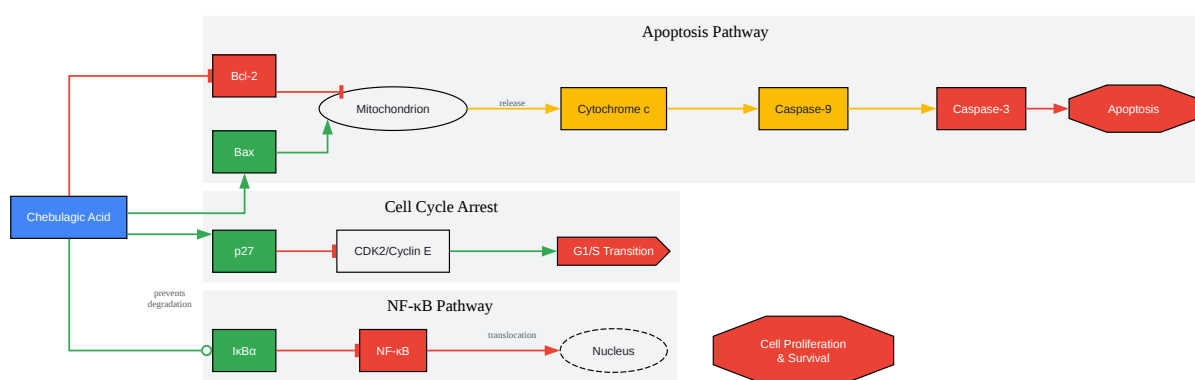 Apoptosis Pathway
Bcl-2
Mitochondrion
release
Cytochrome c
Caspase-9
Caspase-3
Apoptosis
Bax
Chebulagic Acid
Cell Cycle Arrest
p27
CDK2/Cyclin E
G1/S Transition
prevents
degradation
NF-κB Pathway
IκBα
NF-κB
translocation
Nucleus
Cell Proliferation
& Survival